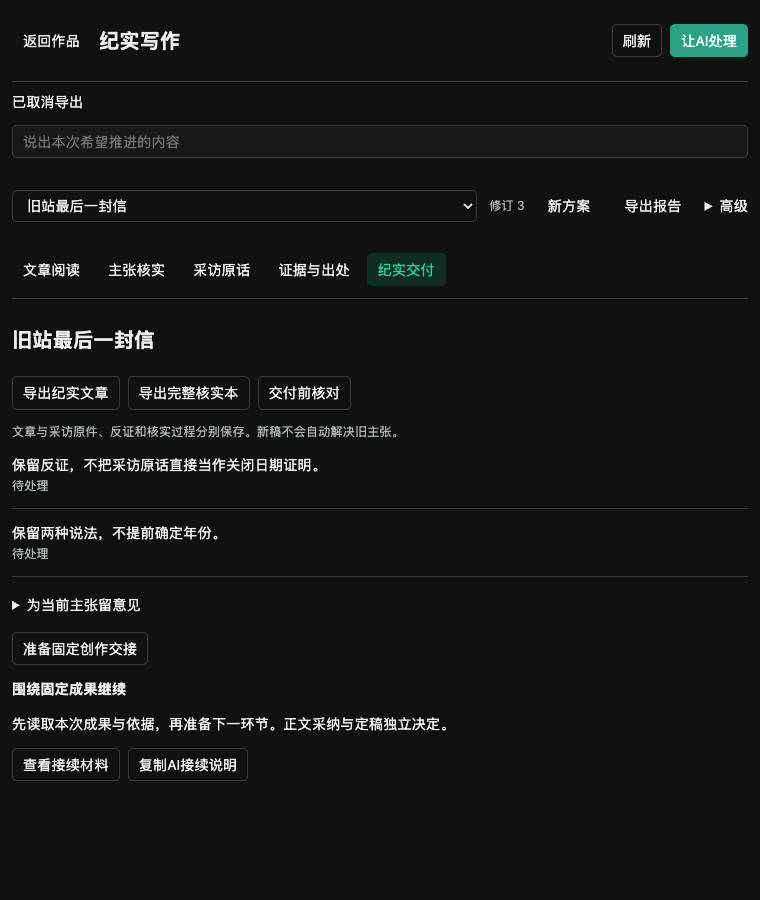 返回作品 纪实写作 刷新 让AI处理
已取消导出
说出本次希望推进的内容
旧站最后一封信 修订 3 新方案 导出报告 ▶ 高级
文章阅读 主张核实 采访原话 证据与出处 纪实交付
旧站最后一封信
导出纪实文章 导出完整核实本 交付前核对
文章与采访原件、反证和核实过程分别保存。新稿不会自动解决旧主张。
保留反证，不把采访原话直接当作关闭日期证明。
待处理
保留两种说法，不提前确定年份。
待处理
▶ 为当前主张留意见
准备固定创作交接
围绕固定成果继续
先读取本次成果与依据，再准备下一环节。正文采纳与定稿独立决定。
查看接续材料 复制AI接续说明